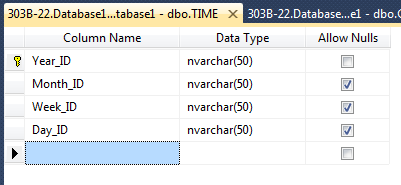 303B-22.Database1...tabase1 - dbo.TIME 303B-22.Database...e1 - dbo.
Column Name Data Type Allow Nulls
Year_ID nvarchar(50)
Month_ID nvarchar(50)
Week_ID nvarchar(50)
Day_ID nvarchar(50)